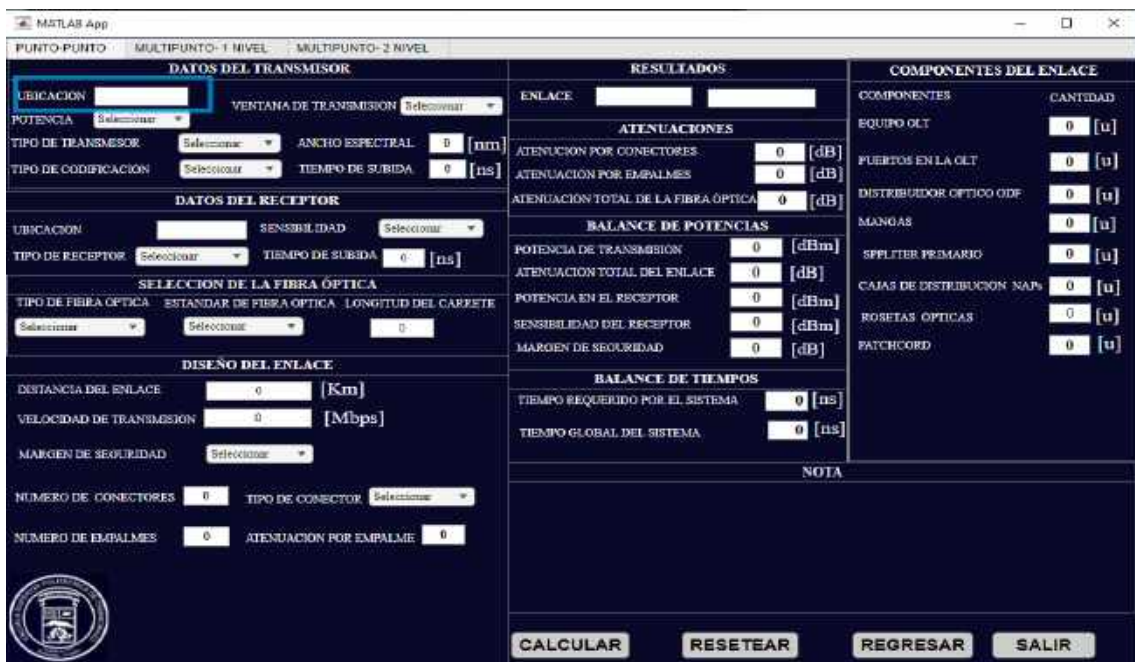 MATLAB App
PUNTO-PUNTO MULTIPUNTO- 1 NIVEL MULTIPUNTO- 2 NIVEL
DATOS DEL TRANSMISOR
UBICACION
VENTANA DE TRANSMISION Seleccionar
POTENCIA Seleccionar
TIPO DE TRANSMISOR Seleccionar ANCHO ESPECTRAL 0 [nm]
TIPO DE CODIFICACION Seleccionar TIEMPO DE SUBIDA 0 [ns]
DATOS DEL RECEPTOR
UBICACION SENSIBILIDAD Seleccionar
TIPO DE RECEPTOR Seleccionar TIEMPO DE SUBIDA 0 [ns]
SELECCION DE LA FIBRA ÓPTICA
TIPO DE FIBRA OPTICA ESTANDAR DE FIBRA OPTICA LONGITUD DEL CARRETE
Seleccionar Seleccionar 0
DISEÑO DEL ENLACE
DISTANCIA DEL ENLACE 0 [Km]
VELOCIDAD DE TRANSMISION 0 [Mbps]
MARGEN DE SEGURIDAD Seleccionar
NUMERO DE CONECTORES 0 TIPO DE CONECTOR Seleccionar
NUMERO DE EMPALMES 0 ATENUACION POR EMPALME 0
RESULTADOS
ENLACE
ATENUACIONES
ATENUCION POR CONECTORES 0 [dB]
ATENUACION POR EMPALMES 0 [dB]
ATENUACIÓN TOTAL DE LA FIBRA ÓPTICA 0 [dB]
BALANCE DE POTENCIAS
POTENCIA DE TRANSMISION 0 [dBm]
ATENUACION TOTAL DEL ENLACE 0 [dB]
POTENCIA EN EL RECEPTOR 0 [dBm]
SENSIBILIDAD DEL RECEPTOR 0 [dBm]
MARGEN DE SEGURIDAD 0 [dB]
BALANCE DE TIEMPOS
TIEMPO REQUERIDO POR EL SISTEMA 0 [ns]
TIEMPO GLOBAL DEL SISTEMA 0 [ns]
COMPONENTES DEL ENLACE
COMPONENTES CANTIDAD
EQUIPO OLT 0 [u]
PUERTOS EN LA OLT 0 [u]
DISTRIBUIDOR OPTICO ODF 0 [u]
MANGAS 0 [u]
SPPLITER PRIMARIO 0 [u]
CAJAS DE DISTRIBUCION NAPs 0 [u]
ROSETAS OPTICAS 0 [u]
PATCHCORD 0 [u]
NOTA
CALCULAR RESETEAR REGRESAR SALIR